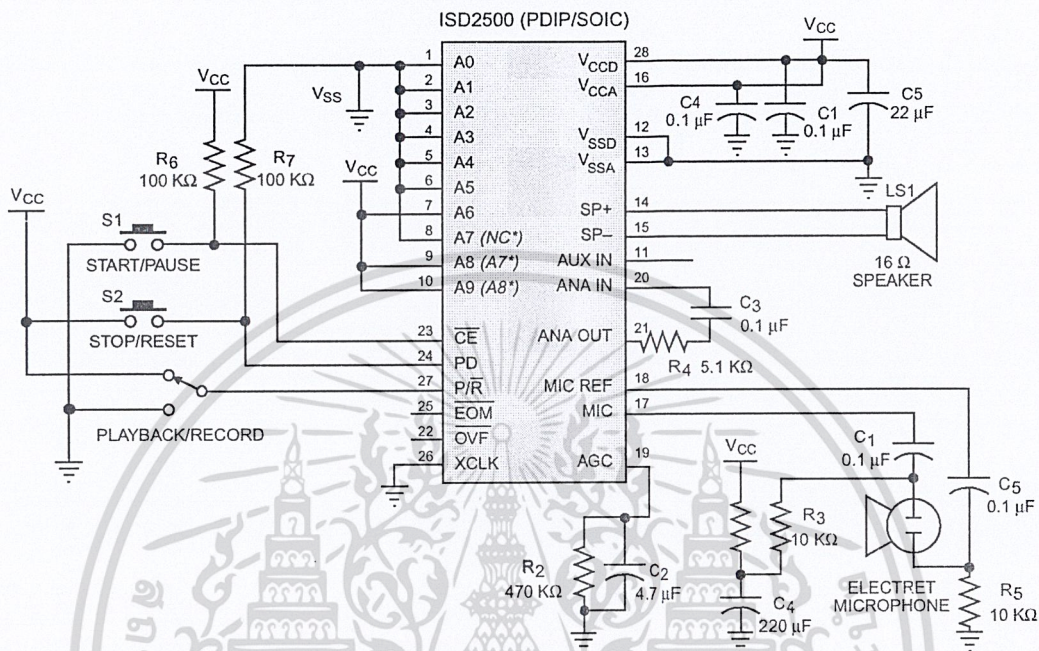 ISD2500 (PDIP/SOIC)
1 A0
2 A1
3 A2
4 A3
5 A4
6 A5
7 A6
8 A7 (NC*)
9 A8 (A7*)
10 A9 (A8*)
23 CE
24 PD
27 P/R
25 EOM
22 OVF
26 XCLK
VCCD 28
VCCA 16
VSSD 12
VSSA 13
SP+ 14
SP– 15
AUX IN 11
ANA IN 20
ANA OUT 21
MIC REF 18
MIC 17
AGC 19
VCC
VSS
R6
100 KΩ
R7
100 KΩ
VCC
VCC
S1
START/PAUSE
S2
STOP/RESET
PLAYBACK/RECORD
VCC
C4
0.1 µF
C1
0.1 µF
C5
22 µF
LS1
16 Ω
SPEAKER
C3
0.1 µF
R4 5.1 KΩ
VCC
C1
0.1 µF
C5
0.1 µF
R3
10 KΩ
R2
470 KΩ
C2
4.7 µF
C4
220 µF
ELECTRET
MICROPHONE
R5
10 KΩ